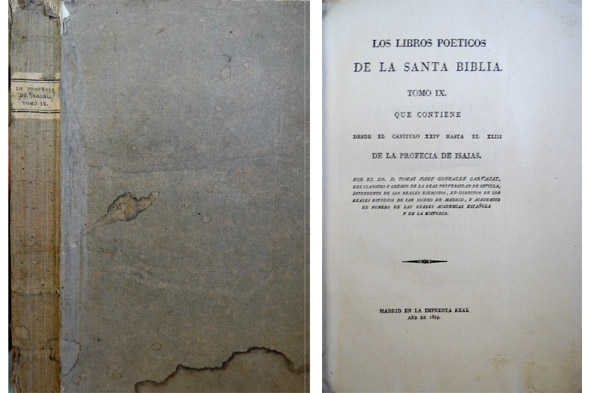 LA PROFECIA
DE ISAIAS.
TOMO IX.
LOS LIBROS POETICOS
DE LA SANTA BIBLIA.
TOMO IX.
QUE CONTIENE
DESDE EL CAPÍTULO XXIV HASTA EL XLIII
DE LA PROFECIA DE ISAIAS.
POR EL DR. D. TOMAS JOSEF GONZALEZ CARVAJAL,
DEL CLAUSTRO Y GREMIO DE LA REAL UNIVERSIDAD DE SEVILLA,
INTENDENTE DE LOS REALES EXERCITOS, EX-DIRECTOR DE LOS
REALES ESTUDIOS DE SAN ISIDRO DE MADRID, Y ACADEMICO
DE NUMERO DE LAS REALES ACADEMIAS ESPAÑOLA
Y DE LA HISTORIA.
MADRID EN LA IMPRENTA REAL
AÑO DE 1829.